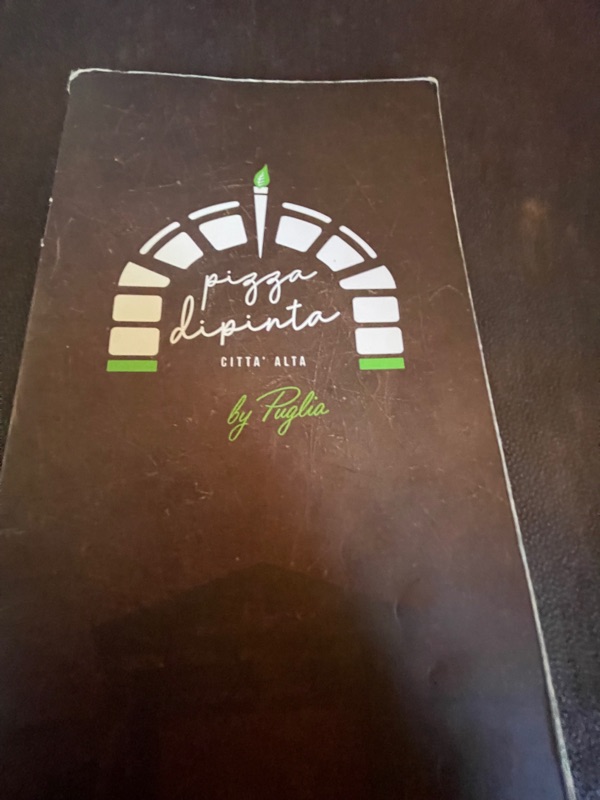 pizza
dipinta
CITTA' ALTA
by Puglia